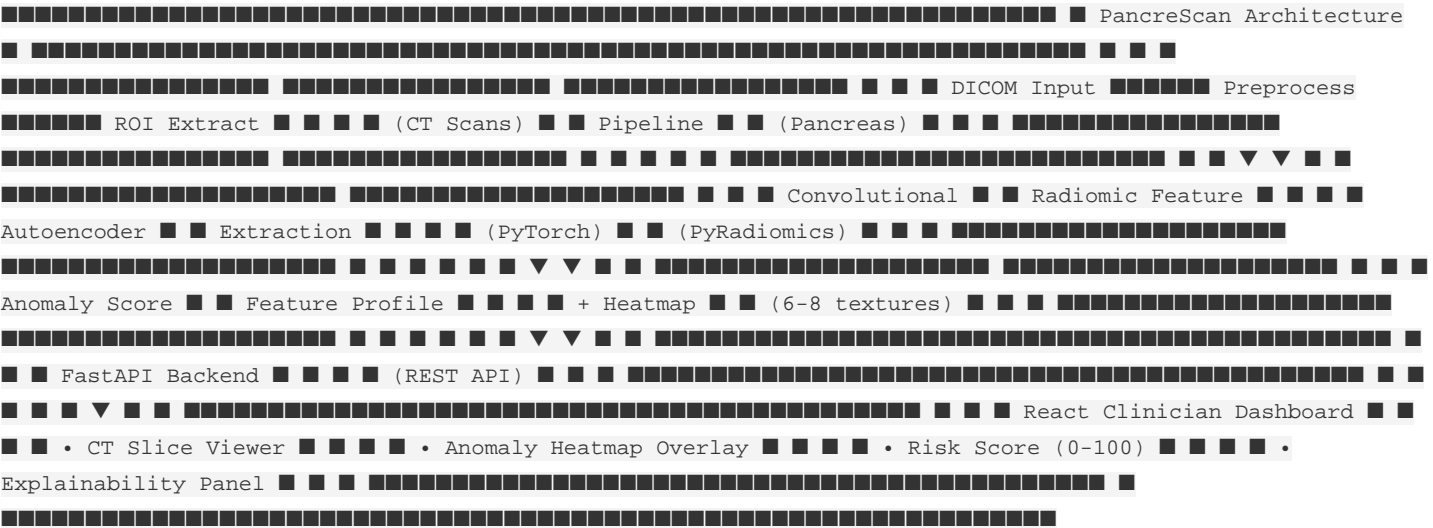 PancreScan Architecture
DICOM Input Preprocess
ROI Extract (CT Scans) Pipeline (Pancreas)
▼ ▼
Convolutional Radiomic Feature
Autoencoder Extraction (PyTorch) (PyRadiomics)
▼ ▼
Anomaly Score Feature Profile + Heatmap (6-8 textures)
▼ ▼
FastAPI Backend (REST API)
▼ React Clinician Dashboard
• CT Slice Viewer • Anomaly Heatmap Overlay • Risk Score (0-100) •
Explainability Panel